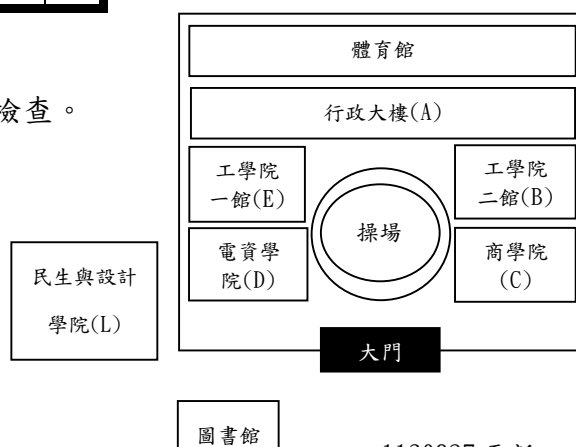 體育館
檢查。
行政大樓(A)
工學院
一館(E)
工學院
二館(B)
操場
電資學
院(D)
商學院
(C)
民生與設計
學院(L)
大門
圖書館